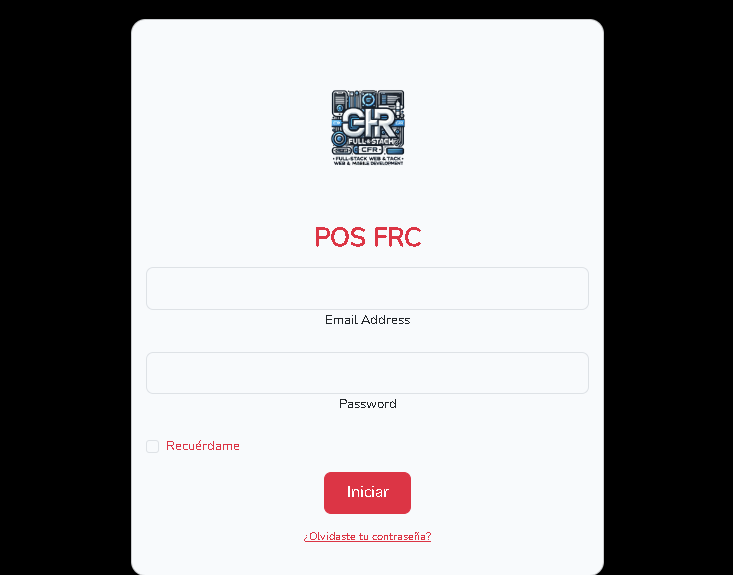 CFR
FULL★STACK
CFR
• FULL-STACK WEB & TACK •
WEB & MABILE DEVELOPMENT
POS FRC
Email Address
Password
Recuérdame
Iniciar
¿Olvidaste tu contraseña?